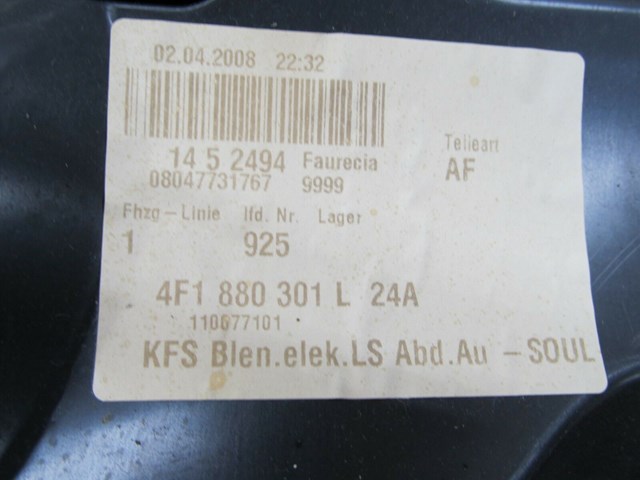 02.04.2008 22:32
14 5 2494 Faurecia
Teileart
08047731767 9999
AF
Fhzg-Linie lfd. Nr. Lager
1 925
4F1 880 301 L 24A
110677101
KFS Blen.elek.LS Abd.Au - SOUL